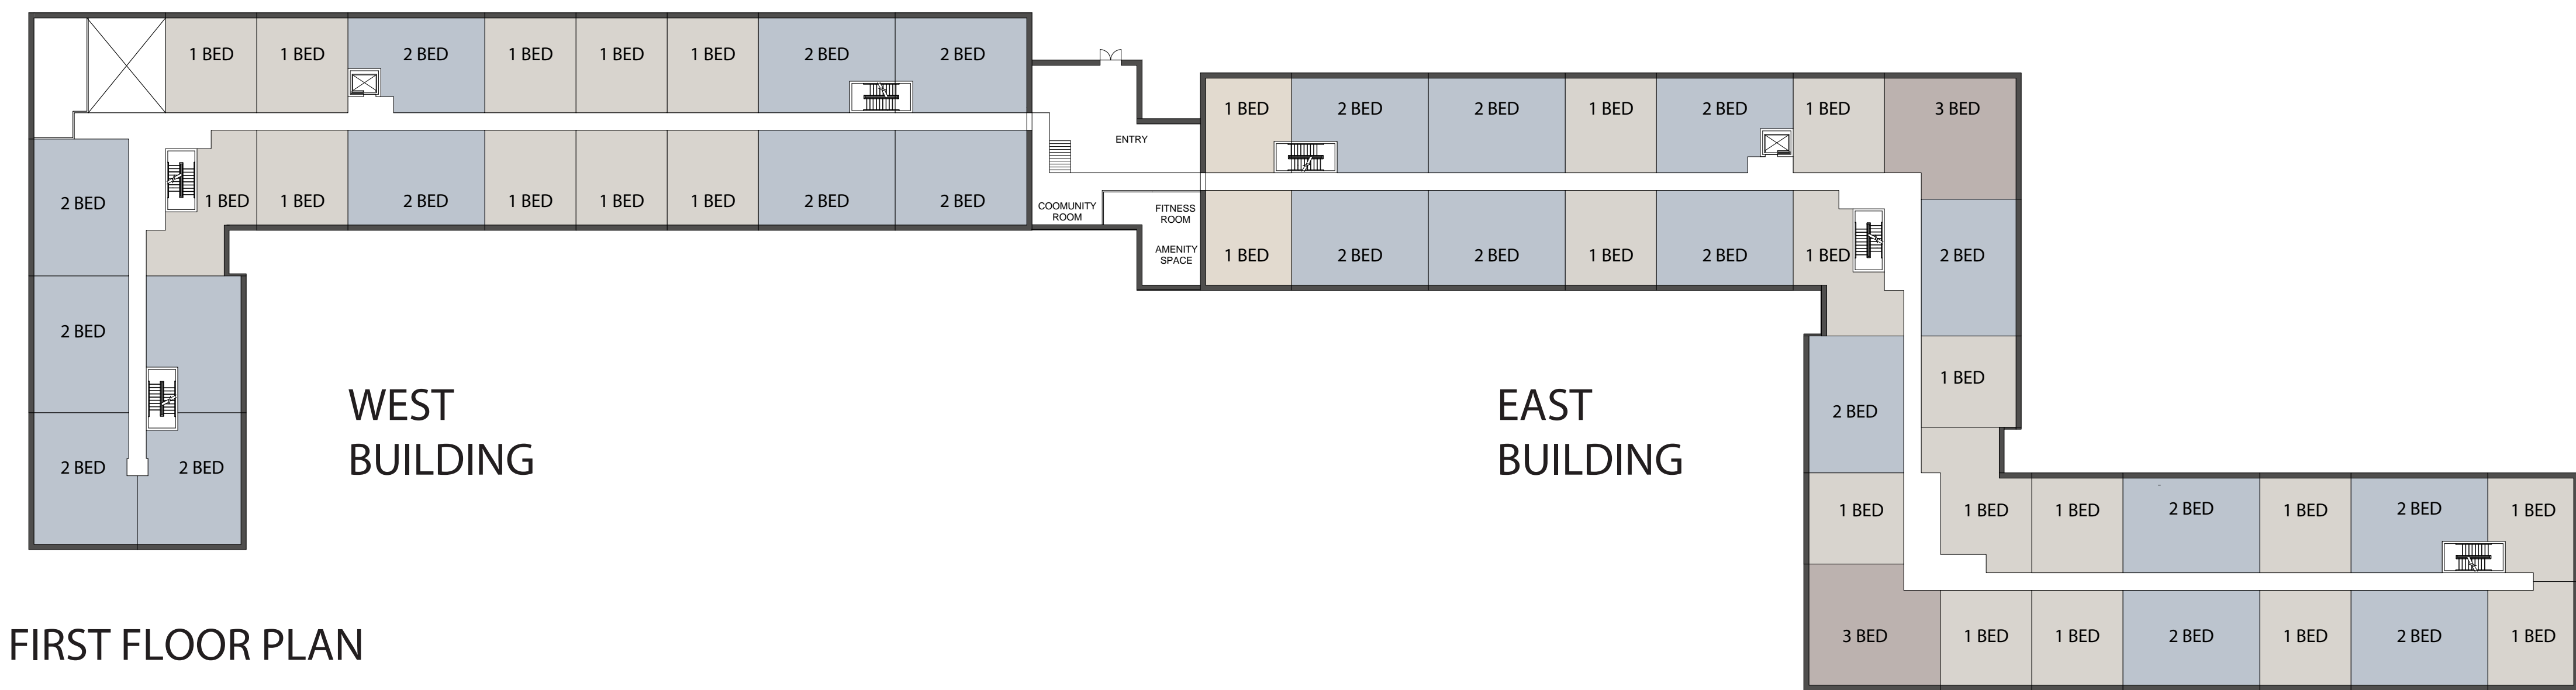 1 BED 1 BED 2 BED 1 BED 1 BED 1 BED 2 BED 2 BED
1 BED 2 BED 2 BED 1 BED 2 BED 1 BED 3 BED
ENTRY
2 BED 1 BED 1 BED 2 BED 1 BED 1 BED 1 BED 2 BED 2 BED
COOMUNITY
ROOM
FITNESS
ROOM
AMENITY
SPACE
1 BED 2 BED 2 BED 1 BED 2 BED 1 BED 2 BED
2 BED
1 BED
WEST
BUILDING
EAST
BUILDING
2 BED
2 BED 2 BED
1 BED 1 BED 1 BED 2 BED 1 BED 2 BED 1 BED
3 BED 1 BED 1 BED 2 BED 1 BED 2 BED 1 BED
FIRST FLOOR PLAN